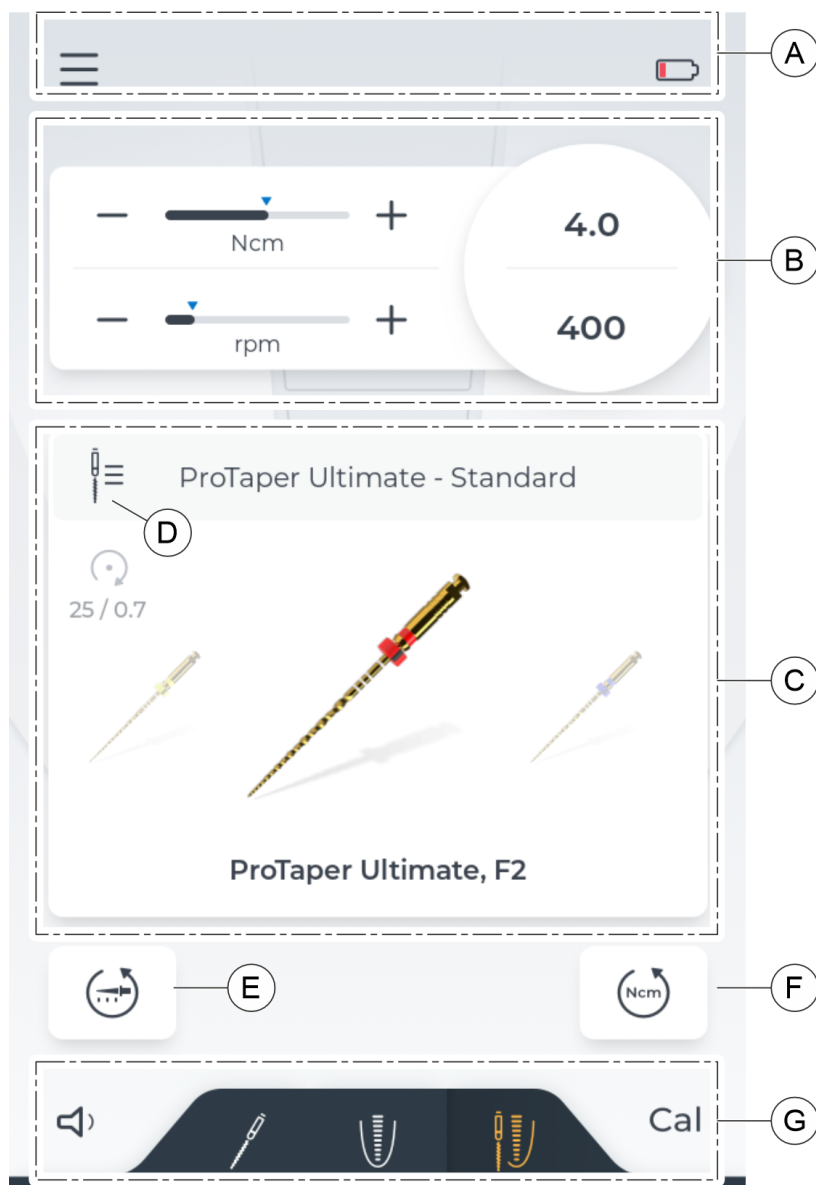 A
4.0
Ncm
B
400
rpm
ProTaper Ultimate - Standard
D
25 / 0.7
C
ProTaper Ultimate, F2
E
Ncm
F
Cal
G